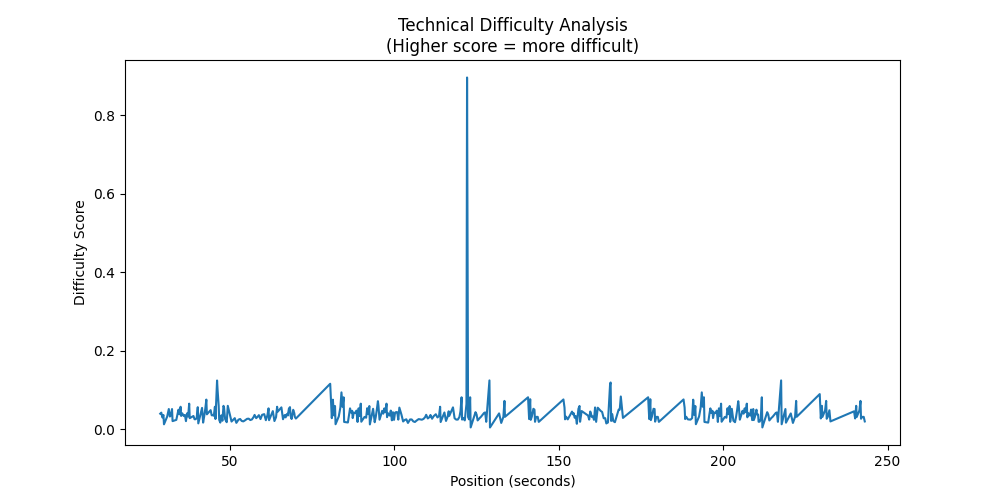 Technical Difficulty Analysis
(Higher score = more difficult)
Difficulty Score
0.8
0.6
0.4
0.2
0.0
50
100
150
200
250
Position (seconds)